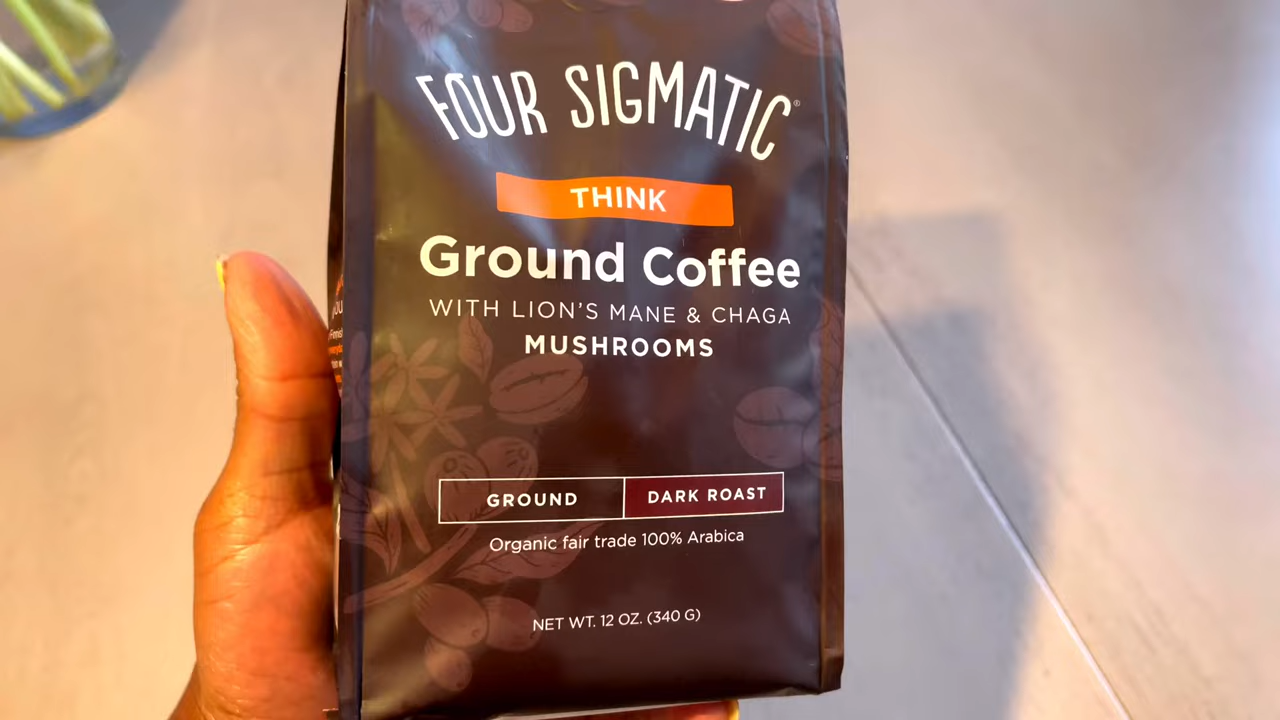 FOUR SIGMATIC®
THINK
Ground Coffee
WITH LION'S MANE & CHAGA
MUSHROOMS
GROUND
DARK ROAST
Organic fair trade 100% Arabica
NET WT. 12 OZ. (340 G)